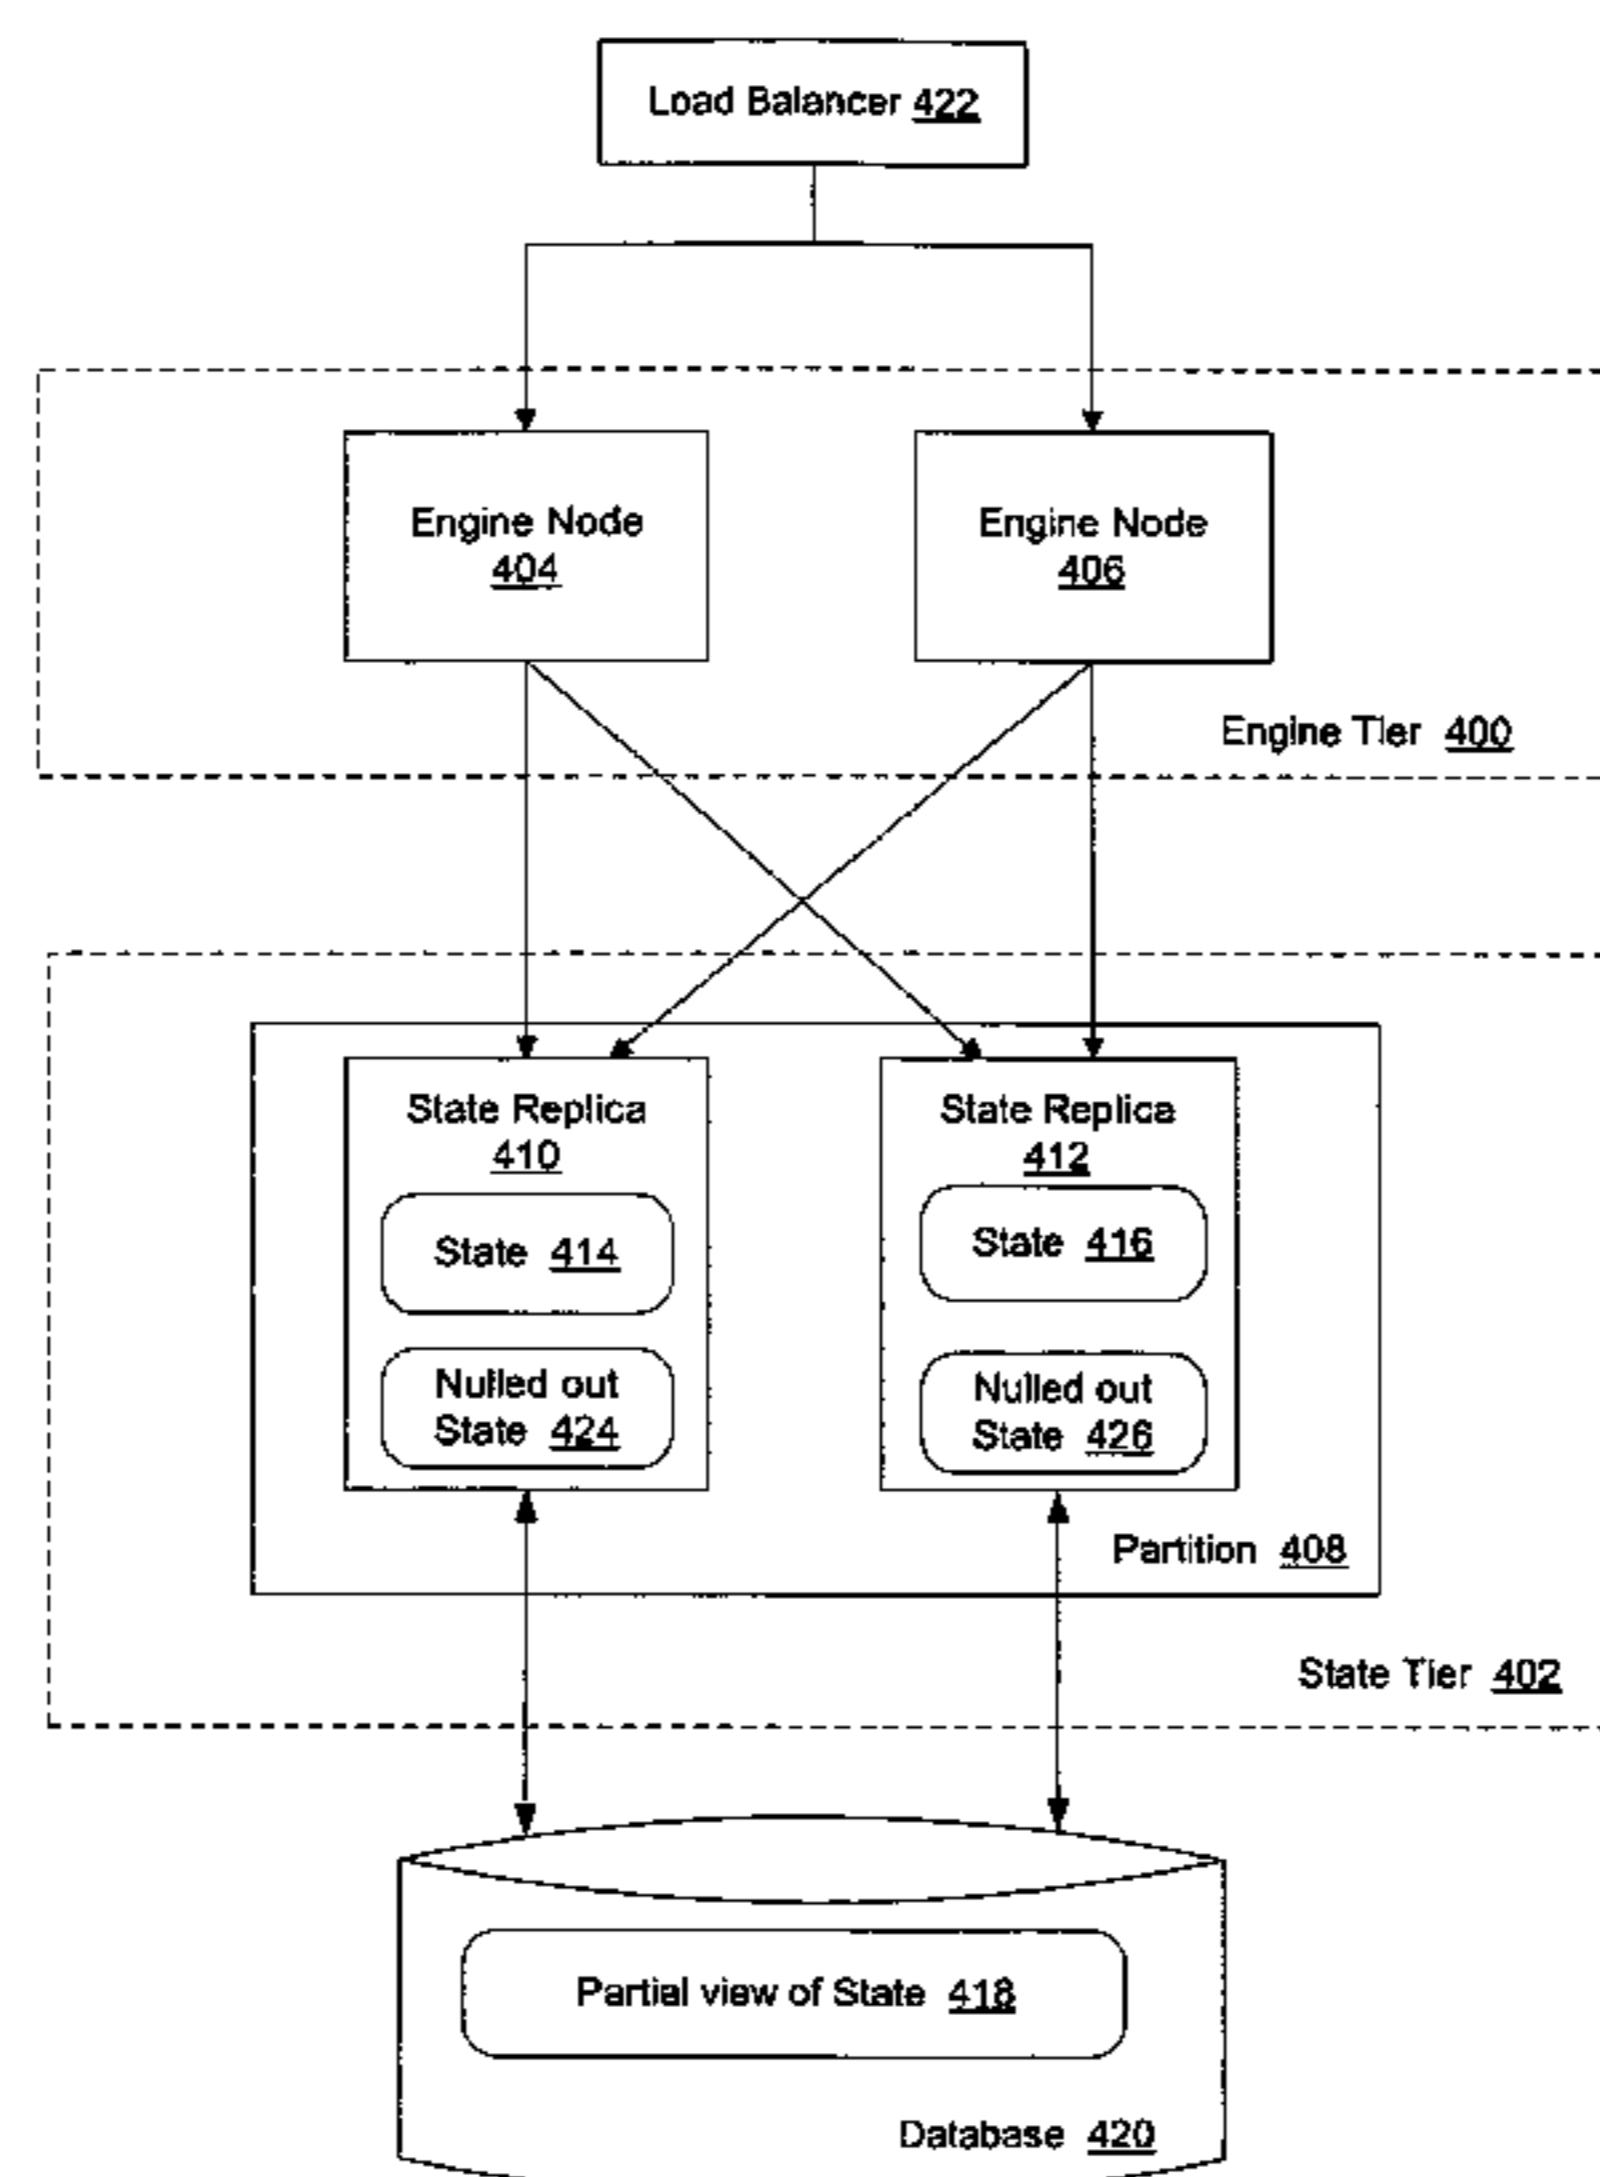 Load Balancer 422
Engine Node
404
Engine Node
406
Engine Tier 400
State Replica
410
State 414
Nulled out
State 424
State Replica
412
State 416
Nulled out
State 426
Partition 408
State Tier 402
Partial view of State 418
Database 420